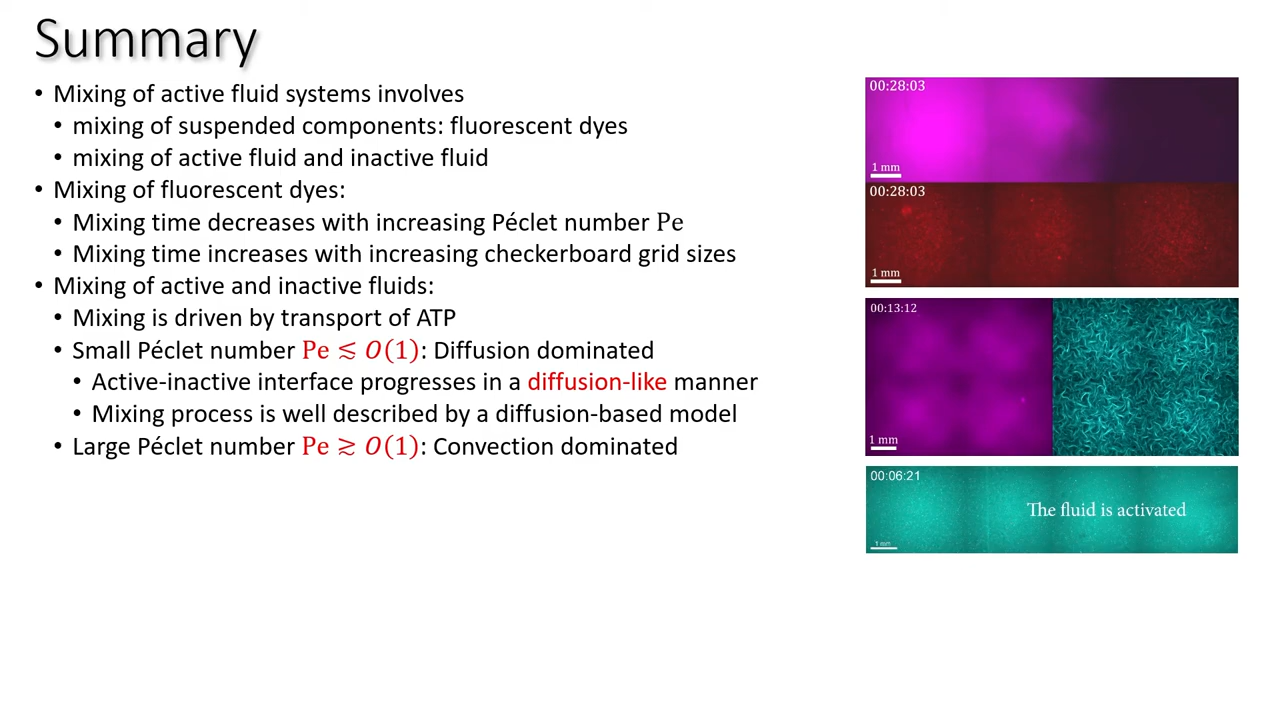 Summary
• Mixing of active fluid systems involves
• mixing of suspended components: fluorescent dyes
• mixing of active fluid and inactive fluid
• Mixing of fluorescent dyes:
• Mixing time decreases with increasing Péclet number Pe
• Mixing time increases with increasing checkerboard grid sizes
• Mixing of active and inactive fluids:
• Mixing is driven by transport of ATP
• Small Péclet number Pe ≲ O(1): Diffusion dominated
• Active-inactive interface progresses in a diffusion-like manner
• Mixing process is well described by a diffusion-based model
• Large Péclet number Pe ≳ O(1): Convection dominated
00:28:03
1 mm
00:28:03
1 mm
00:13:12
1 mm
00:06:21
The fluid is activated
1 mm